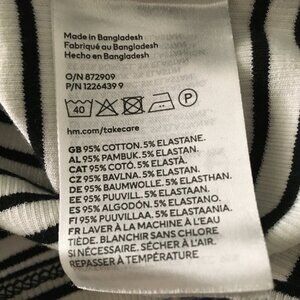 Made in Bangladesh
Fabriqué au Bangladesh
Hecho en Bangladesh
O/N 872909
P/N 1226439 9
40
P
hm.com/takecare
GB 95% COTTON. 5% ELASTANE.
AL 95% PAMBUK. 5% ELASTAN.
CAT 95% COTÓ. 5% ELASTÀ.
CZ 95% BAVLNA. 5% ELASTAN.
DE 95% BAUMWOLLE. 5% ELASTHAN.
EE 95% PUUVILL. 5% ELASTAAN.
ES 95% ALGODÓN. 5% ELASTANO.
FI 95% PUUVILLAA. 5% ELASTAANIA.
FR LAVER À LA MACHINE À L'EAU
TIÈDE. BLANCHIR SANS CHLORE
SI NÉCESSAIRE. SÉCHER À L'AIR.
REPASSER À TEMPÉRATURE